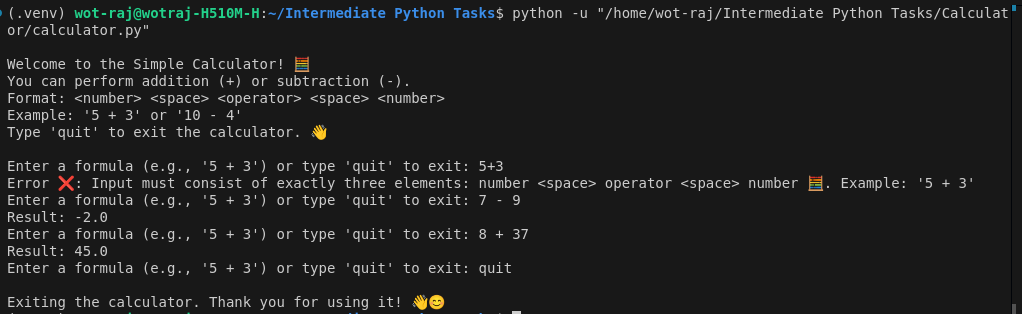 (.venv) wot-raj@wotraj-H510M-H:~/Intermediate Python Tasks$ python -u "/home/wot-raj/Intermediate Python Tasks/Calculat
or/calculator.py"
Welcome to the Simple Calculator! 🧮
You can perform addition (+) or subtraction (-).
Format: <number> <space> <operator> <space> <number>
Example: '5 + 3' or '10 - 4'
Type 'quit' to exit the calculator. 👋
Enter a formula (e.g., '5 + 3') or type 'quit' to exit: 5+3
Error ❌: Input must consist of exactly three elements: number <space> operator <space> number 🧮. Example: '5 + 3'
Enter a formula (e.g., '5 + 3') or type 'quit' to exit: 7 - 9
Result: -2.0
Enter a formula (e.g., '5 + 3') or type 'quit' to exit: 8 + 37
Result: 45.0
Enter a formula (e.g., '5 + 3') or type 'quit' to exit: quit
Exiting the calculator. Thank you for using it! 👋😊